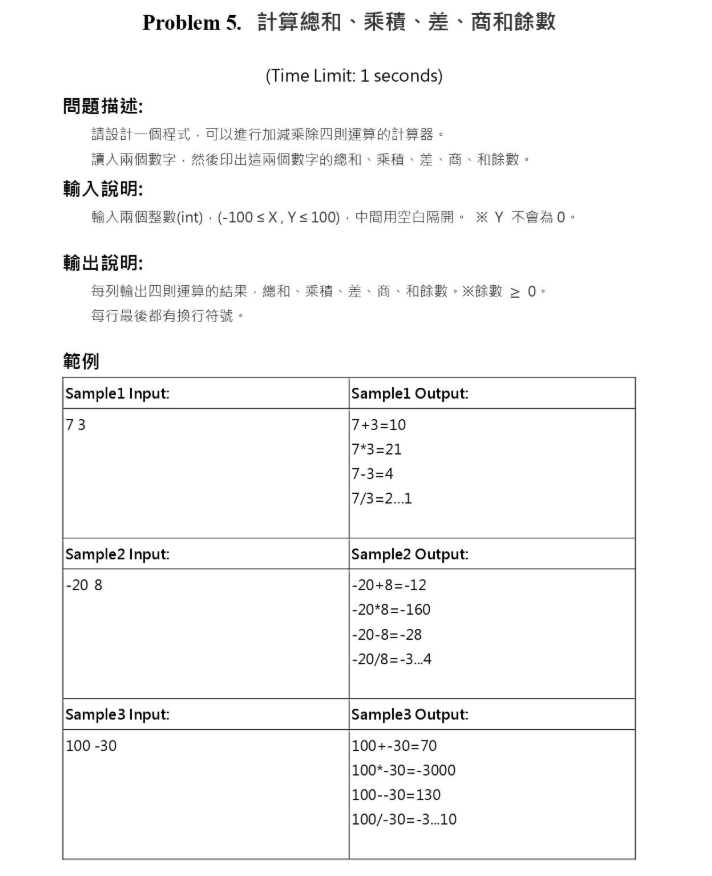 Problem 5. 計算總和、乘積、差、商和餘數
(Time Limit: 1 seconds)
問題描述:
請設計一個程式，可以進行加減乘除四則運算的計算器。
讀入兩個數字，然後印出這兩個數字的總和、乘積、差、商、和餘數。
輸入說明:
輸入兩個整數(int)，(-100 ≤ X , Y ≤ 100)，中間用空白隔開。 ※ Y 不會為 0。
輸出說明:
每列輸出四則運算的結果，總和、乘積、差、商、和餘數。※餘數 ≥ 0。
每行最後都有換行符號。
範例
Sample1 Input:
Sample1 Output:
7 3
7+3=10
7*3=21
7-3=4
7/3=2...1
Sample2 Input:
Sample2 Output:
-20 8
-20+8=-12
-20*8=-160
-20-8=-28
-20/8=-3...4
Sample3 Input:
Sample3 Output:
100 -30
100+-30=70
100*-30=-3000
100--30=130
100/-30=-3...10